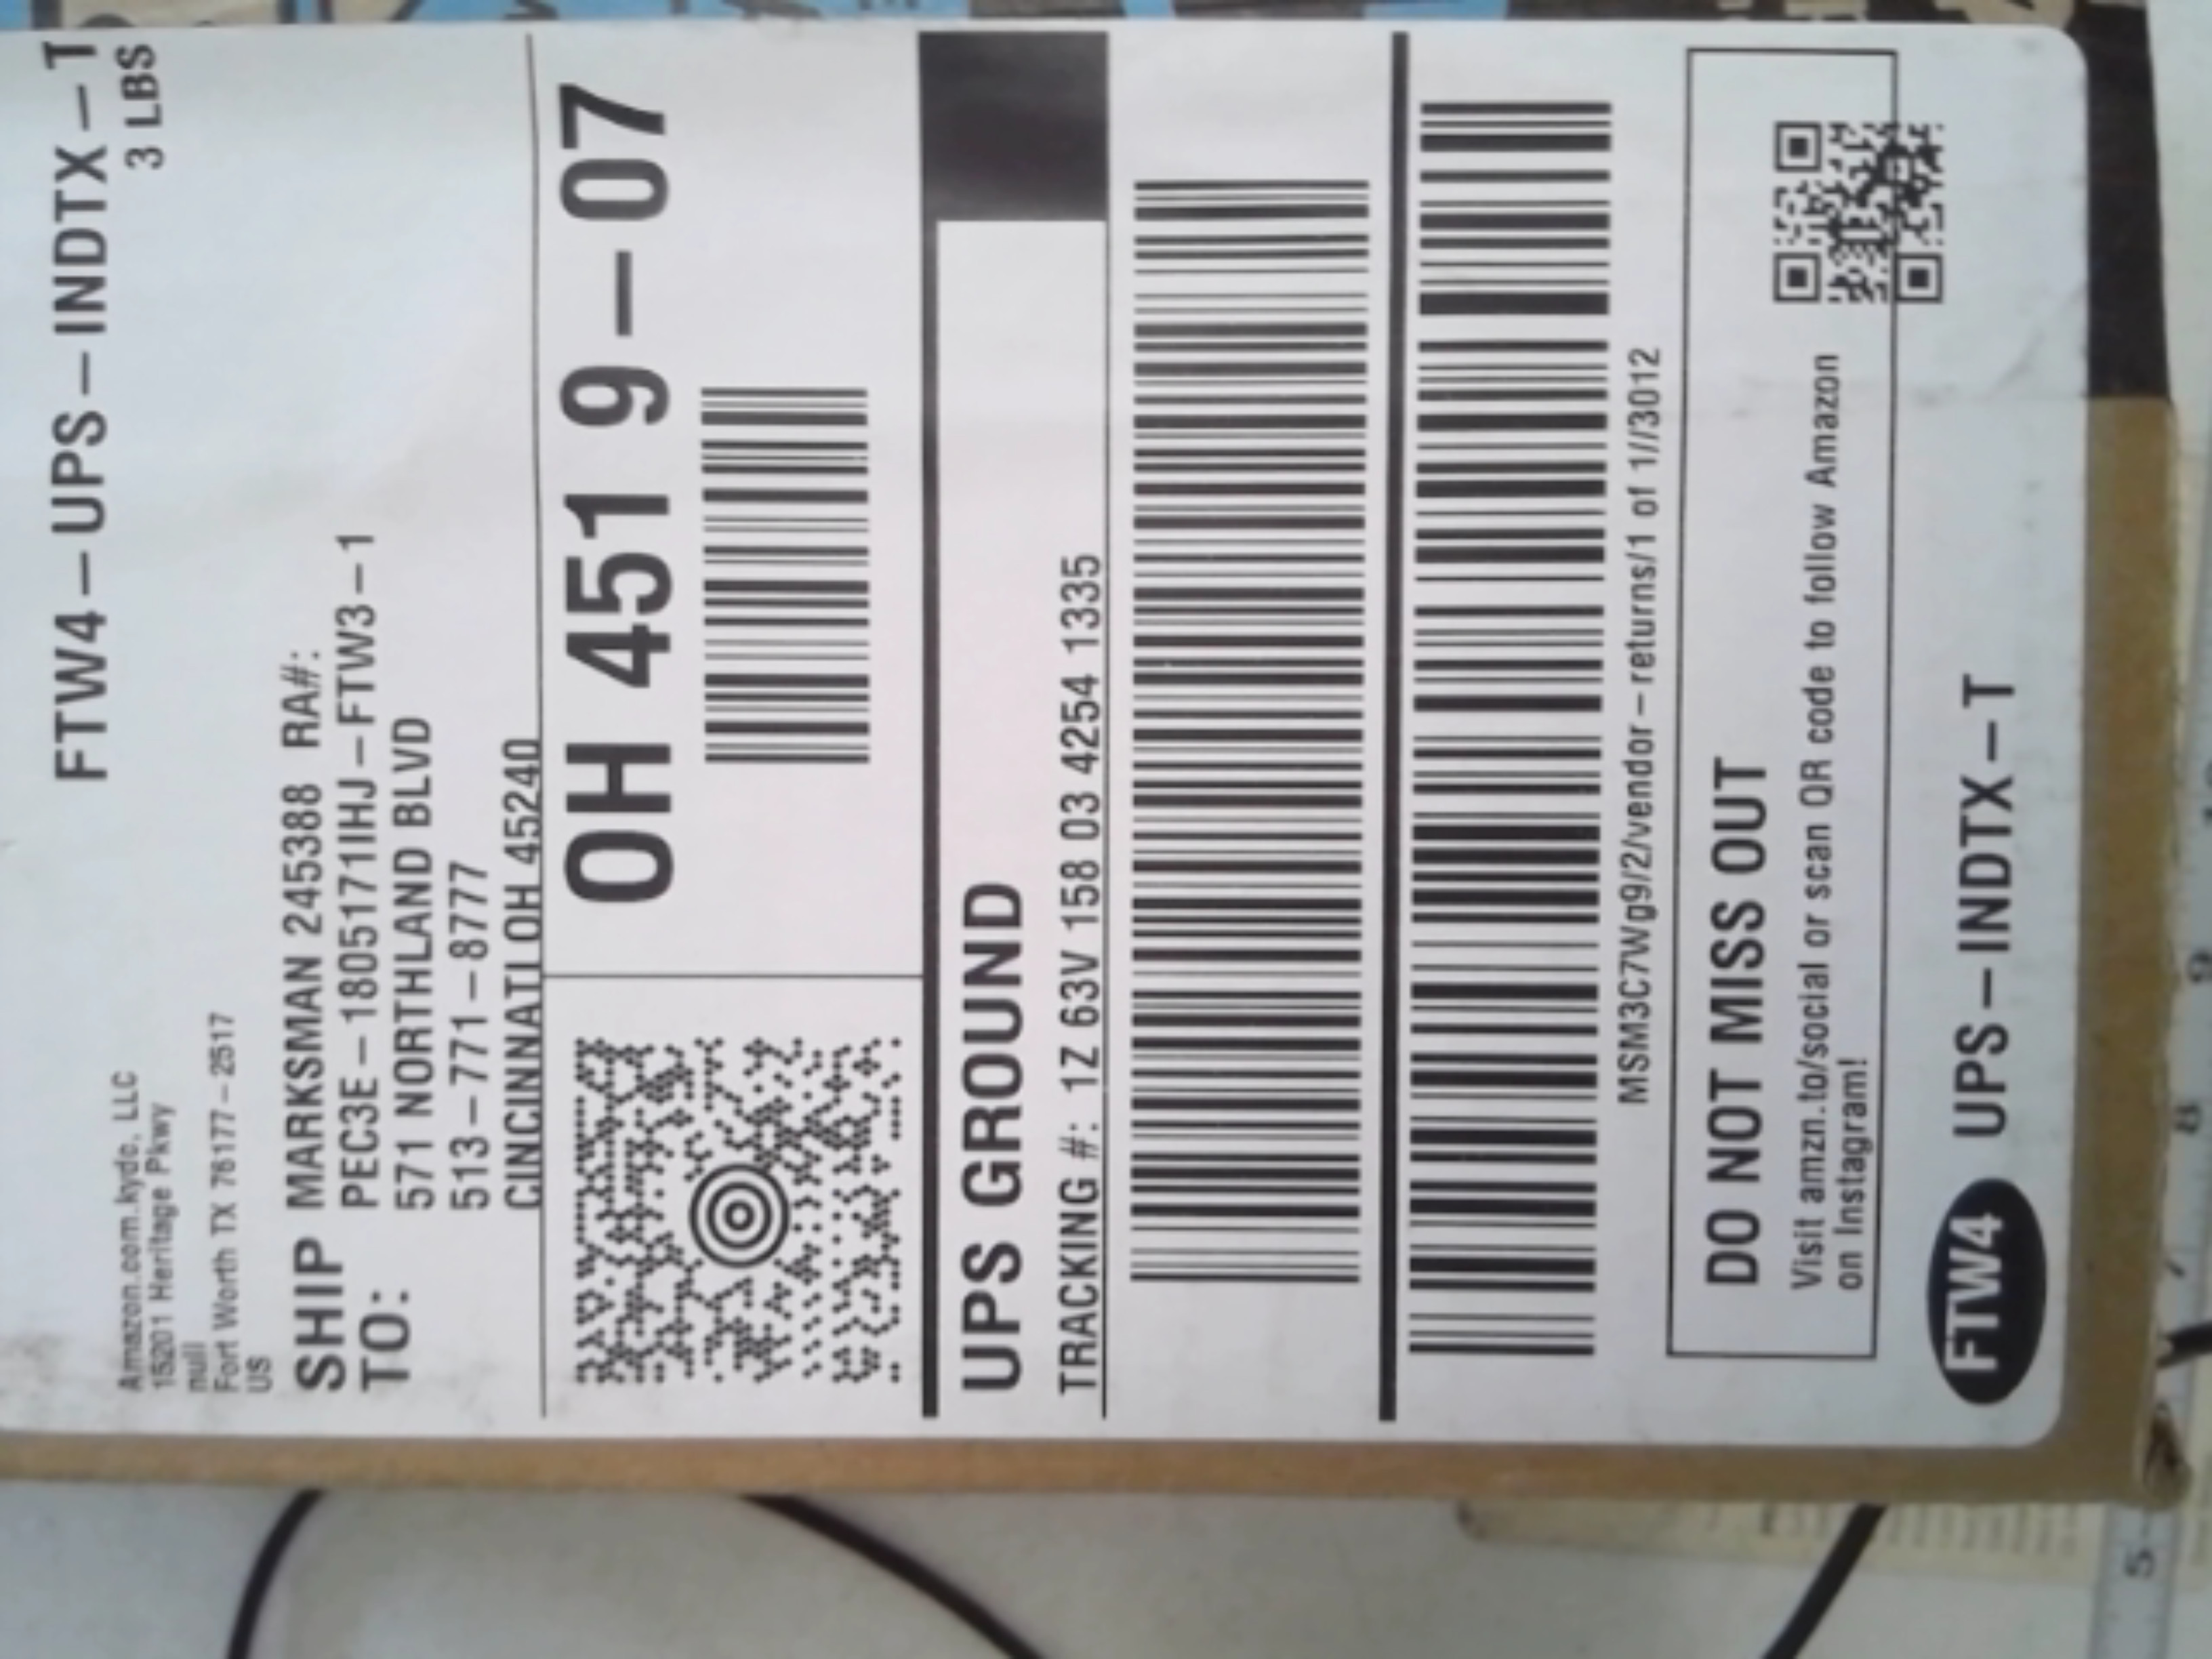 FTW4-UPS-INDTX-T
3 LBS
Amazon.com.kydc, LLC
15201 Heritage Pkwy
null
Fort Worth TX 76177-2517
US
SHIP TO:
MARKSMAN 245388 RA#:
PEC3E-1805171IHJ-FTW3-1
571 NORTHLAND BLVD
513-771-8777
CINCINNATI OH 45240
OH 451 9-07
UPS GROUND
TRACKING #: 1Z 63V 158 03 4254 1335
MSM3C7Wg9/2/vendor-returns/1 of 1//3012
DO NOT MISS OUT
Visit amzn.to/social or scan QR code to follow Amazon
on Instagram!
FTW4 UPS-INDTX-T
9
8
7
5